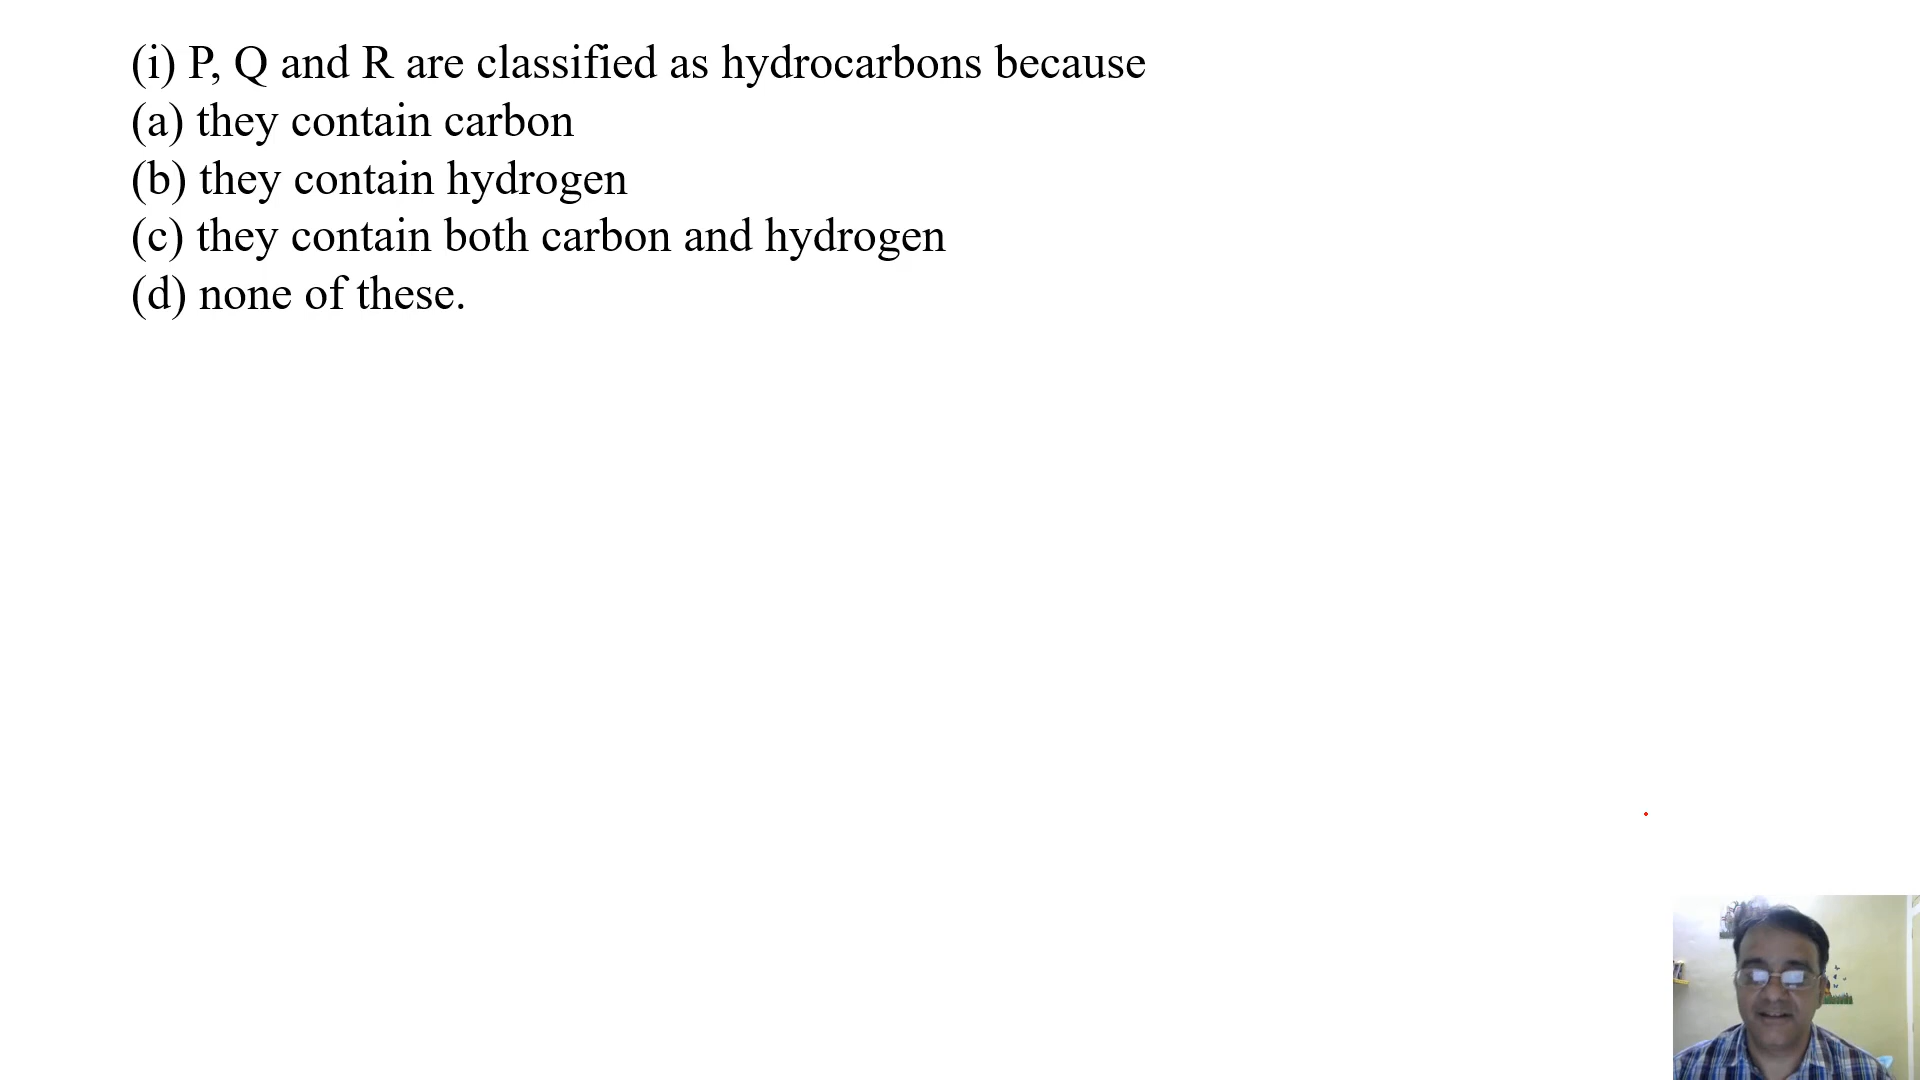 (i) P, Q and R are classified as hydrocarbons because
(a) they contain carbon
(b) they contain hydrogen
(c) they contain both carbon and hydrogen
(d) none of these.